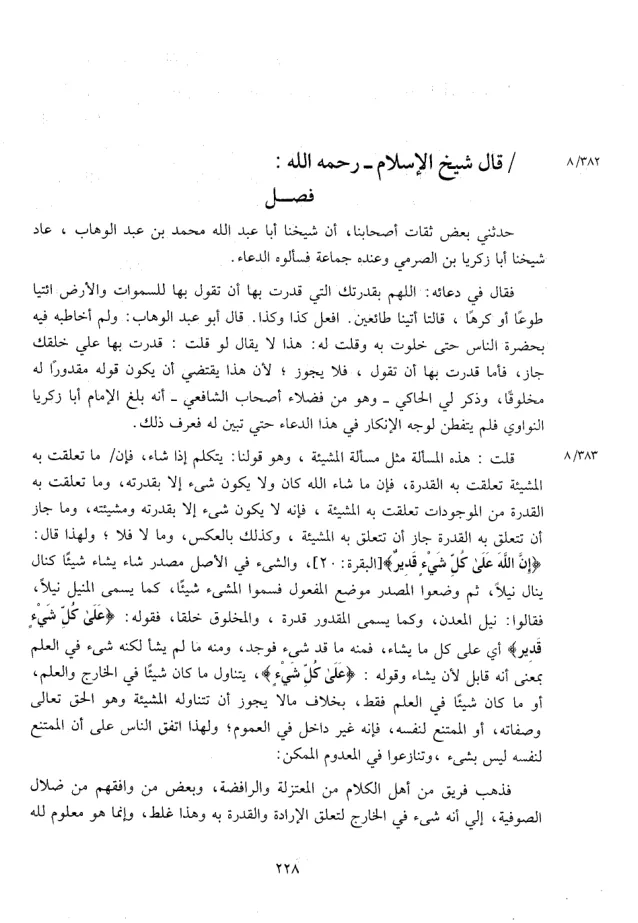 ٨/٣٨٢ / قال شيخ الإسلام ـ رحمه الله :
فصـــل
حدثني بعض ثقات أصحابنا، أن شيخنا أبا عبد الله محمد بن عبد الوهاب ، عاد
شيخنا أبا زكريا بن الصرمي وعنده جماعة فسألوه الدعاء.
فقال في دعائه: اللهم بقدرتك التي قدرت بها أن تقول بها للسموات والأرض ائتيا
طوعًا أو كرهًا ، قالتا أتينا طائعين. افعل كذا وكذا. قال أبو عبد الوهاب: ولم أخاطبه فيه
بحضرة الناس حتى خلوت به وقلت له: هذا لا يقال لو قلت : قدرت بها علي خلقك
جاز، فأما قدرت بها أن تقول ، فلا يجوز ؛ لأن هذا يقتضي أن يكون قوله مقدورًا له
مخلوقًا، وذكر لي الحاكي ـ وهو من فضلاء أصحاب الشافعي ـ أنه بلغ الإمام أبا زكريا
النواوي فلم يتفطن لوجه الإنكار في هذا الدعاء حتي تبين له فعرف ذلك.
٨/٣٨٣ قلت : هذه المسألة مثل مسألة المشيئة ، وهو قولنا: يتكلم إذا شاء، فإن/ ما تعلقت به
المشيئة تعلقت به القدرة، فإن ما شاء الله كان ولا يكون شىء إلا بقدرته، وما تعلقت به
القدرة من الموجودات تعلقت به المشيئة ، فإنه لا يكون شىء إلا بقدرته ومشيئته، وما جاز
أن تتعلق به القدرة جاز أن تتعلق به المشيئة ، وكذلك بالعكس، وما لا فلا ؛ ولهذا قال:
﴿إِنَّ اللَّهَ عَلَىٰ كُلِّ شَيْءٍ قَدِيرٌ﴾[البقرة: ٢٠]، والشىء في الأصل مصدر شاء يشاء شيئًا كنال
ينال نيلاً، ثم وضعوا المصدر موضع المفعول فسموا المشىء شيئًا، كما يسمى المنيل نيلاً،
فقالوا: نيل المعدن، وكما يسمى المقدور قدرة ، والمخلوق خلقا، فقوله: ﴿عَلَىٰ كُلِّ شَيْءٍ
قَدِير﴾ أي على كل ما يشاء، فمنه ما قد شىء فوجد، ومنه ما لم يشأ لكنه شىء في العلم
بمعنى أنه قابل لأن يشاء وقوله : ﴿عَلَىٰ كُلِّ شَيْءٍ﴾، يتناول ما كان شيئًا في الخارج والعلم،
أو ما كان شيئًا في العلم فقط، بخلاف مالا يجوز أن تتناوله المشيئة وهو الحق تعالى
وصفاته، أو الممتنع لنفسه، فإنه غير داخل في العموم؛ ولهذا اتفق الناس على أن الممتنع
لنفسه ليس بشىء ،وتنازعوا في المعدوم الممكن:
فذهب فريق من أهل الكلام من المعتزلة والرافضة، وبعض من وافقهم من ضلال
الصوفية، إلي أنه شىء في الخارج لتعلق الإرادة والقدرة به وهذا غلط، وإنما هو معلوم لله
٢٢٨